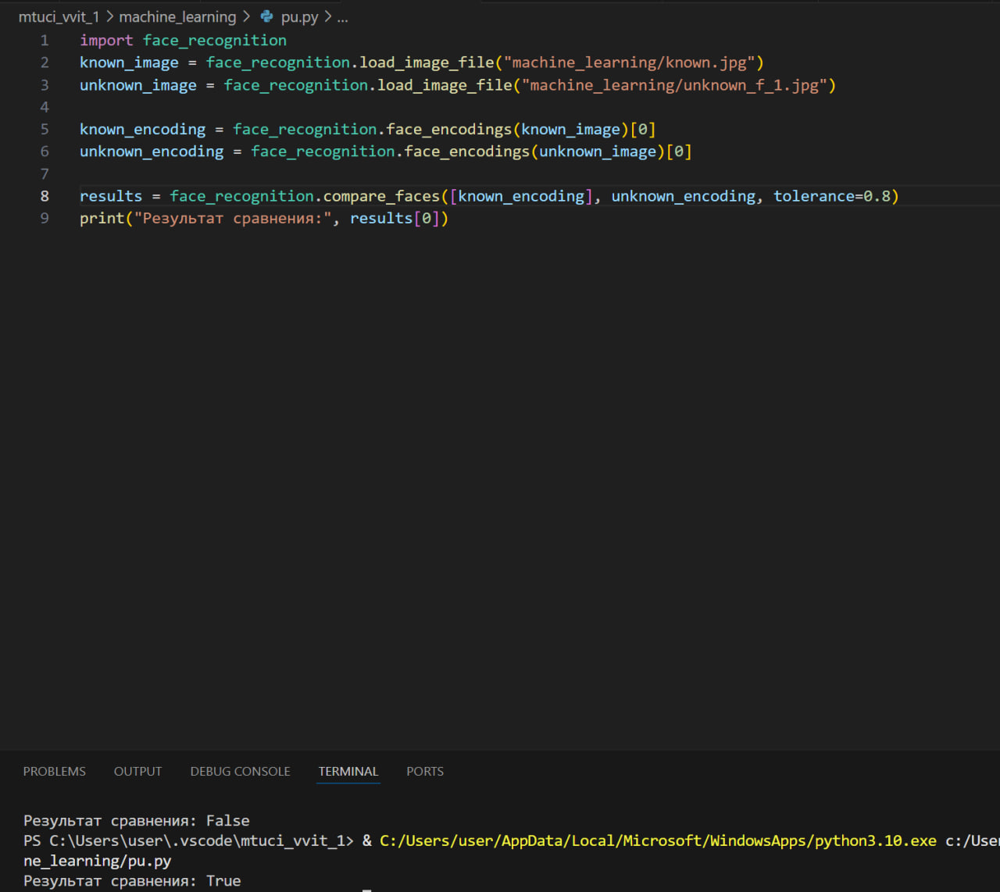 mtuci_vvit_1 > machine_learning > pu.py > ...
1 import face_recognition
2 known_image = face_recognition.load_image_file("machine_learning/known.jpg")
3 unknown_image = face_recognition.load_image_file("machine_learning/unknown_f_1.jpg")
4
5 known_encoding = face_recognition.face_encodings(known_image)[0]
6 unknown_encoding = face_recognition.face_encodings(unknown_image)[0]
7
8 results = face_recognition.compare_faces([known_encoding], unknown_encoding, tolerance=0.8)
9 print("Результат сравнения:", results[0])
PROBLEMS OUTPUT DEBUG CONSOLE TERMINAL PORTS
Результат сравнения: False
PS C:\Users\user\.vscode\mtuci_vvit_1> & C:/Users/user/AppData/Local/Microsoft/WindowsApps/python3.10.exe c:/User
ne_learning/pu.py
Результат сравнения: True